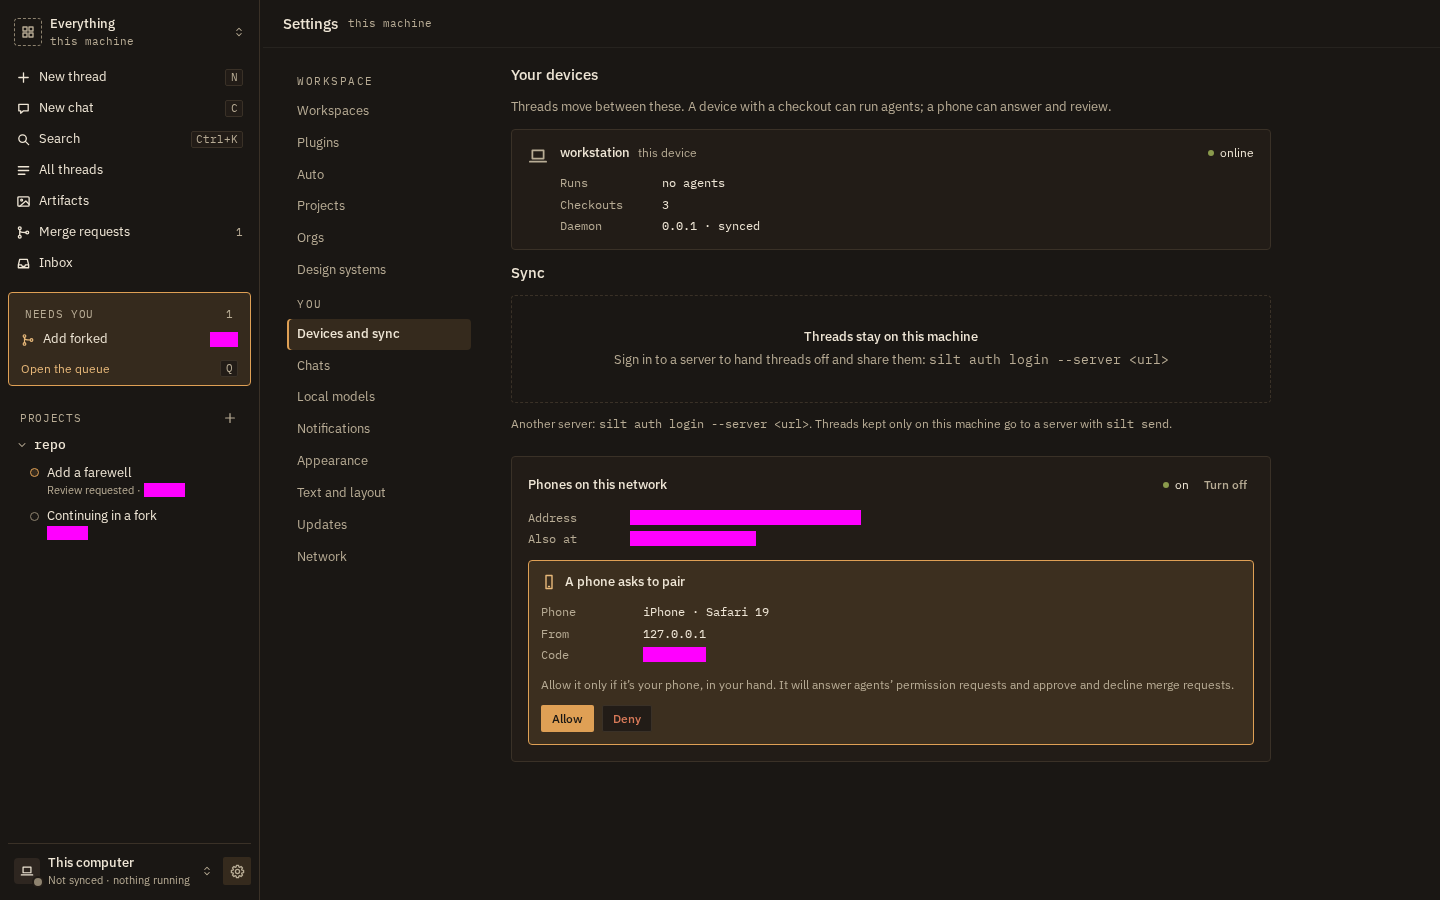 Everything
this machine
New thread N
New chat C
Search Ctrl+K
All threads
Artifacts
Merge requests 1
Inbox
NEEDS YOU 1
Add forked
Open the queue Q
PROJECTS
repo
Add a farewell
Review requested ·
Continuing in a fork
This computer
Not synced · nothing running
Settings this machine
WORKSPACE
Workspaces
Plugins
Auto
Projects
Orgs
Design systems
YOU
Devices and sync
Chats
Local models
Notifications
Appearance
Text and layout
Updates
Network
Your devices
Threads move between these. A device with a checkout can run agents; a phone can answer and review.
workstation this device online
Runs no agents
Checkouts 3
Daemon 0.0.1 · synced
Sync
Threads stay on this machine
Sign in to a server to hand threads off and share them: silt auth login --server <url>
Another server: silt auth login --server <url>. Threads kept only on this machine go to a server with silt send.
Phones on this network on Turn off
Address
Also at
A phone asks to pair
Phone iPhone · Safari 19
From 127.0.0.1
Code
Allow it only if it’s your phone, in your hand. It will answer agents’ permission requests and approve and decline merge requests.
Allow Deny